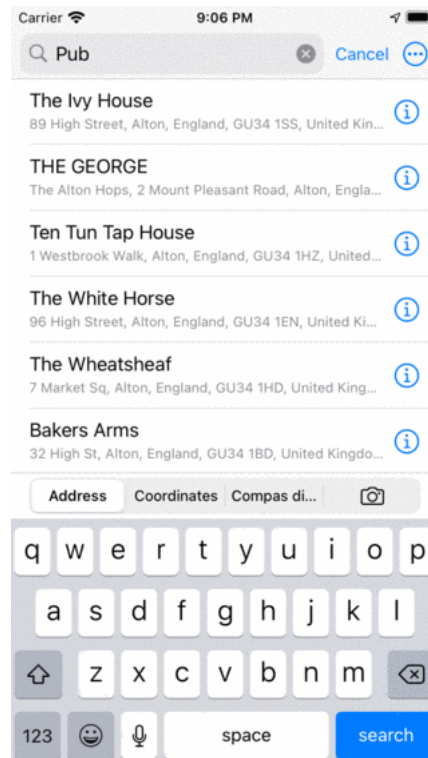 Carrier 9:06 PM
Pub Cancel
The Ivy House
89 High Street, Alton, England, GU34 1SS, United Kin...
THE GEORGE
The Alton Hops, 2 Mount Pleasant Road, Alton, Engla...
Ten Tun Tap House
1 Westbrook Walk, Alton, England, GU34 1HZ, United...
The White Horse
96 High Street, Alton, England, GU34 1EN, United Ki...
The Wheatsheaf
7 Market Sq, Alton, England, GU34 1HD, United King...
Bakers Arms
32 High St, Alton, England, GU34 1BD, United Kingdo...
Address Coordinates Compas di...
q w e r t y u i o p
a s d f g h j k l
z x c v b n m
123 space search